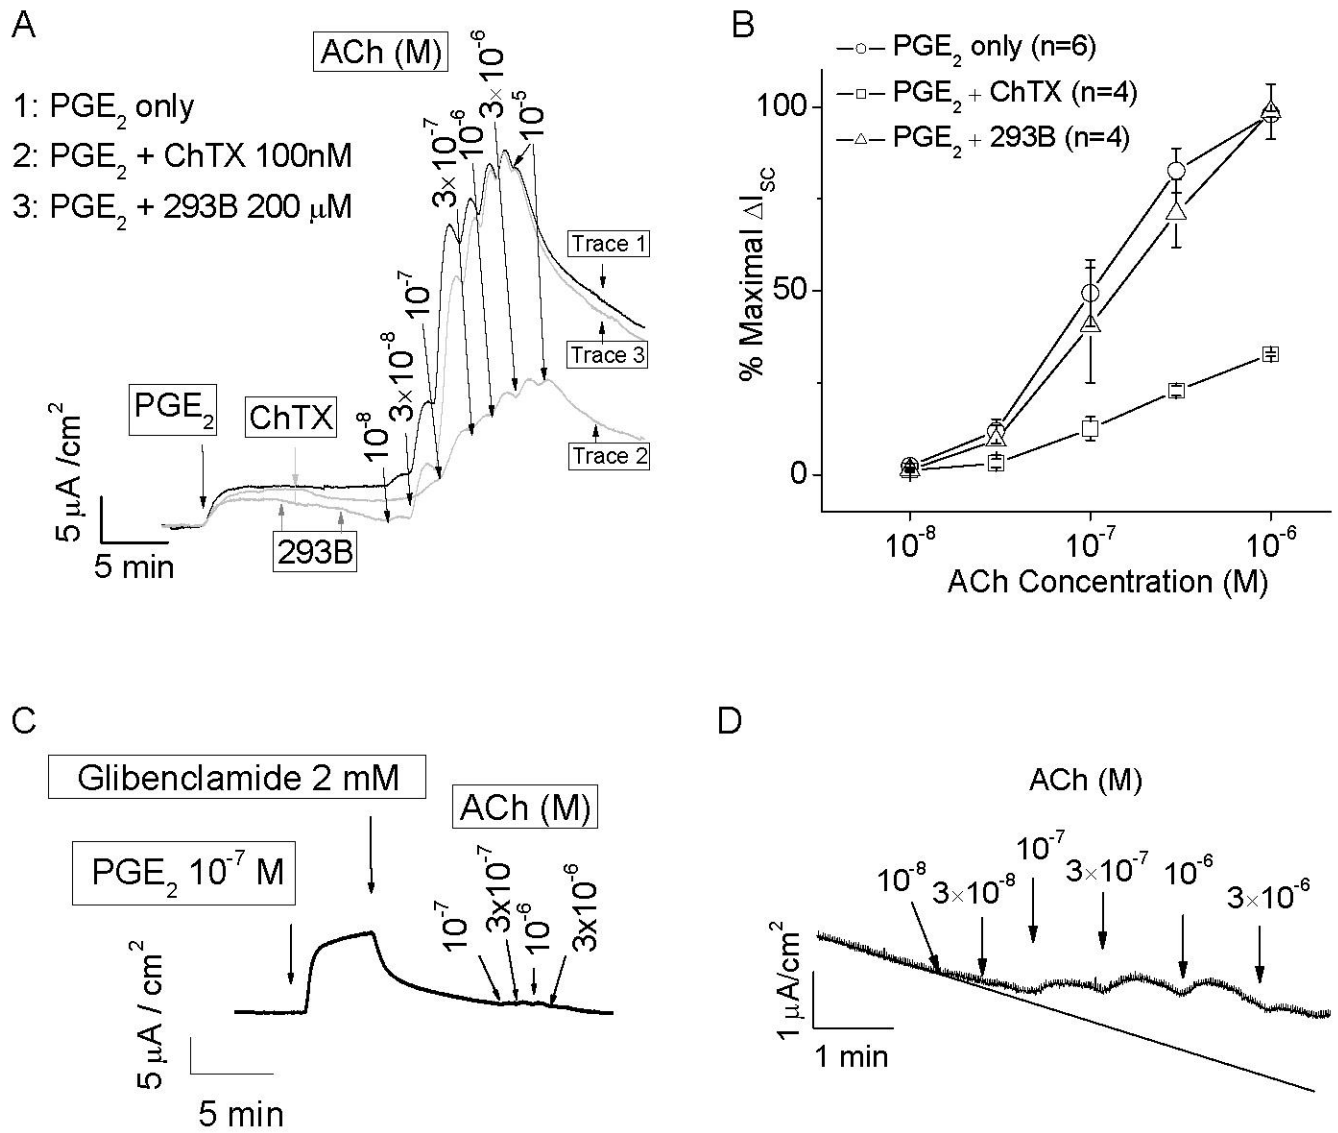 A
ACh (M)
1: PGE₂ only
2: PGE₂ + ChTX 100nM
3: PGE₂ + 293B 200 μM
10⁻⁸
3×10⁻⁸
10⁻⁷
3×10⁻⁷
10⁻⁶
3×10⁻⁶
10⁻⁵
Trace 1
Trace 3
Trace 2
PGE₂
ChTX
293B
5 μA /cm²
5 min
B
PGE₂ only (n=6)
PGE₂ + ChTX (n=4)
PGE₂ + 293B (n=4)
% Maximal ΔI_SC
100
50
0
10⁻⁸
10⁻⁷
10⁻⁶
ACh Concentration (M)
C
Glibenclamide 2 mM
ACh (M)
PGE₂ 10⁻⁷ M
10⁻⁷
3x10⁻⁷
10⁻⁶
3x10⁻⁶
5 μA / cm²
5 min
D
ACh (M)
10⁻⁸
3×10⁻⁸
10⁻⁷
3×10⁻⁷
10⁻⁶
3×10⁻⁶
1 μA/cm²
1 min